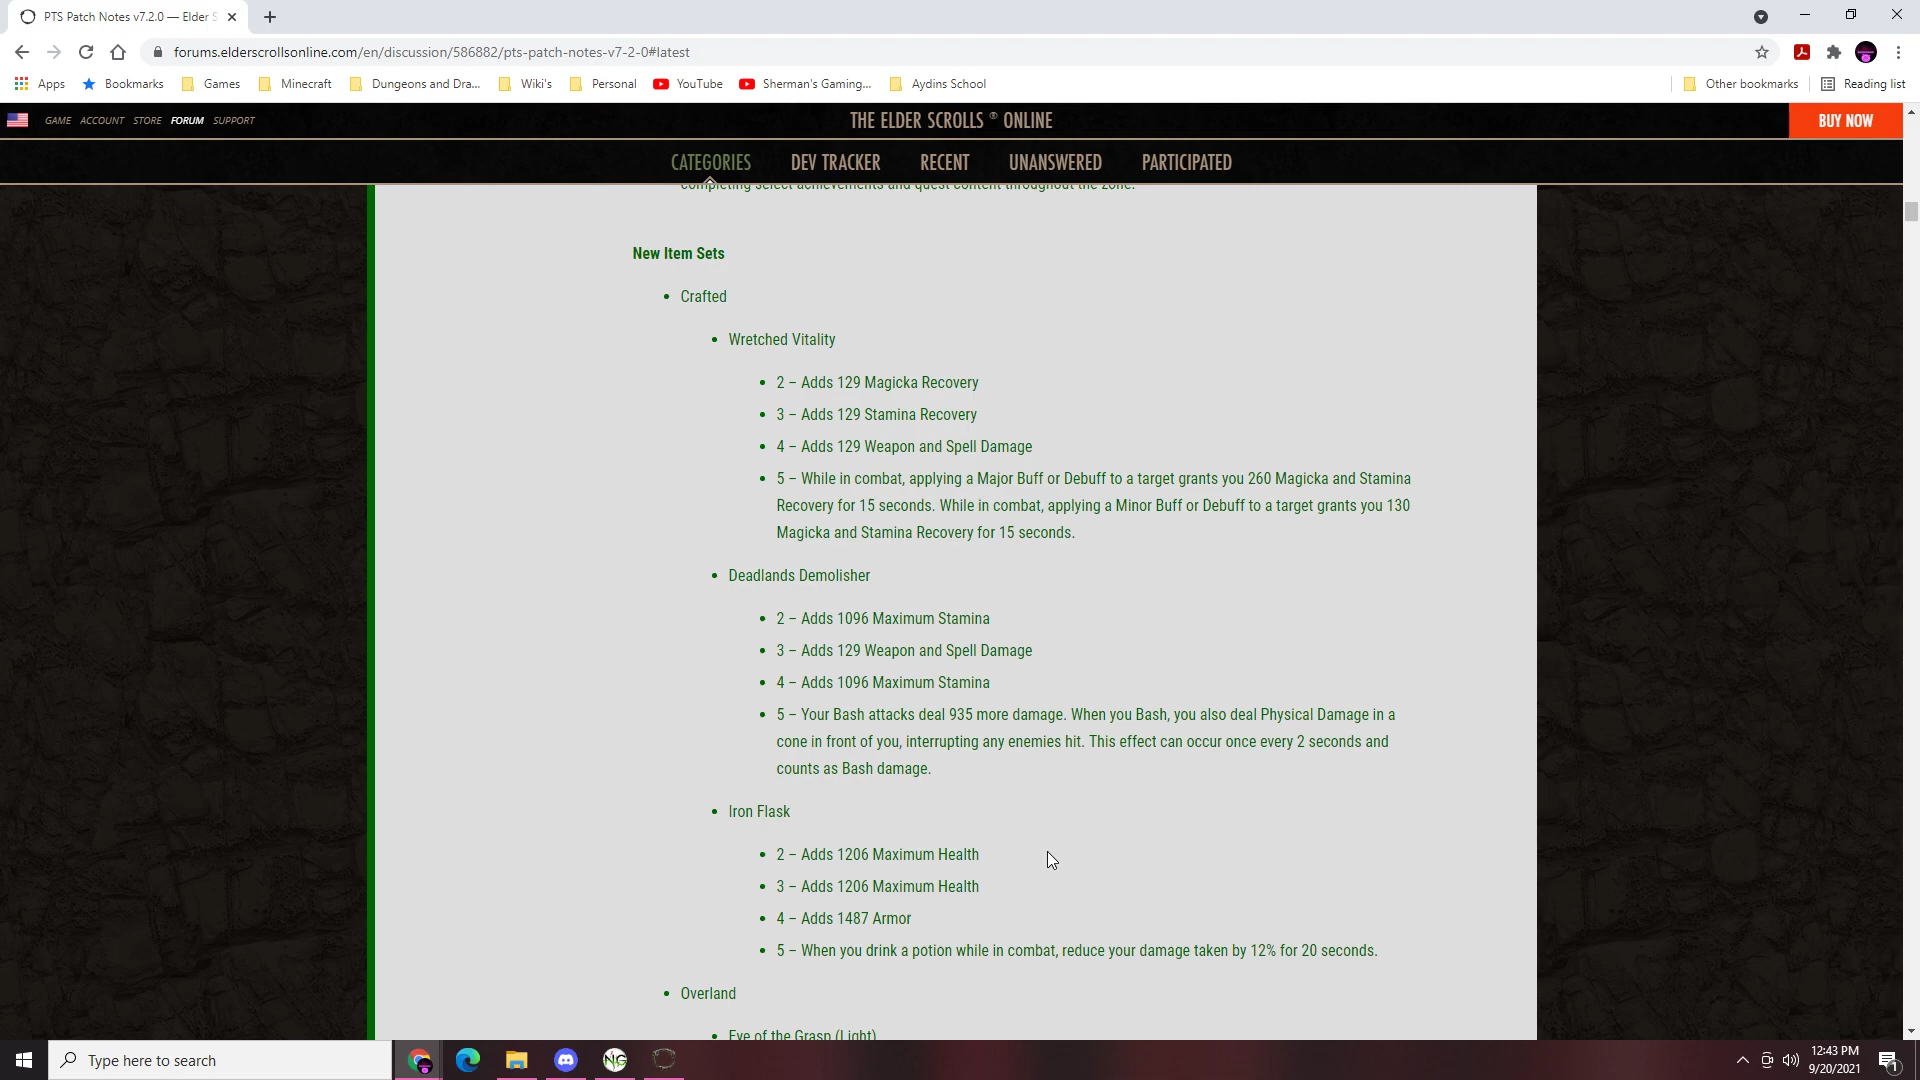 PTS Patch Notes v7.2.0 — Elder S
forums.elderscrollsonline.com/en/discussion/586882/pts-patch-notes-v7-2-0#latest
Apps Bookmarks Games Minecraft Dungeons and Dra... Wiki's Personal YouTube Sherman's Gaming... Aydins School Other bookmarks Reading list
GAME ACCOUNT STORE FORUM SUPPORT THE ELDER SCROLLS ® ONLINE BUY NOW
CATEGORIES DEV TRACKER RECENT UNANSWERED PARTICIPATED
completing select achievements and quest content throughout the zone.
New Item Sets
• Crafted
• Wretched Vitality
• 2 – Adds 129 Magicka Recovery
• 3 – Adds 129 Stamina Recovery
• 4 – Adds 129 Weapon and Spell Damage
• 5 – While in combat, applying a Major Buff or Debuff to a target grants you 260 Magicka and Stamina
Recovery for 15 seconds. While in combat, applying a Minor Buff or Debuff to a target grants you 130
Magicka and Stamina Recovery for 15 seconds.
• Deadlands Demolisher
• 2 – Adds 1096 Maximum Stamina
• 3 – Adds 129 Weapon and Spell Damage
• 4 – Adds 1096 Maximum Stamina
• 5 – Your Bash attacks deal 935 more damage. When you Bash, you also deal Physical Damage in a
cone in front of you, interrupting any enemies hit. This effect can occur once every 2 seconds and
counts as Bash damage.
• Iron Flask
• 2 – Adds 1206 Maximum Health
• 3 – Adds 1206 Maximum Health
• 4 – Adds 1487 Armor
• 5 – When you drink a potion while in combat, reduce your damage taken by 12% for 20 seconds.
• Overland
• Eye of the Grasp (Light)
Type here to search
NG
12:43 PM
9/20/2021
1